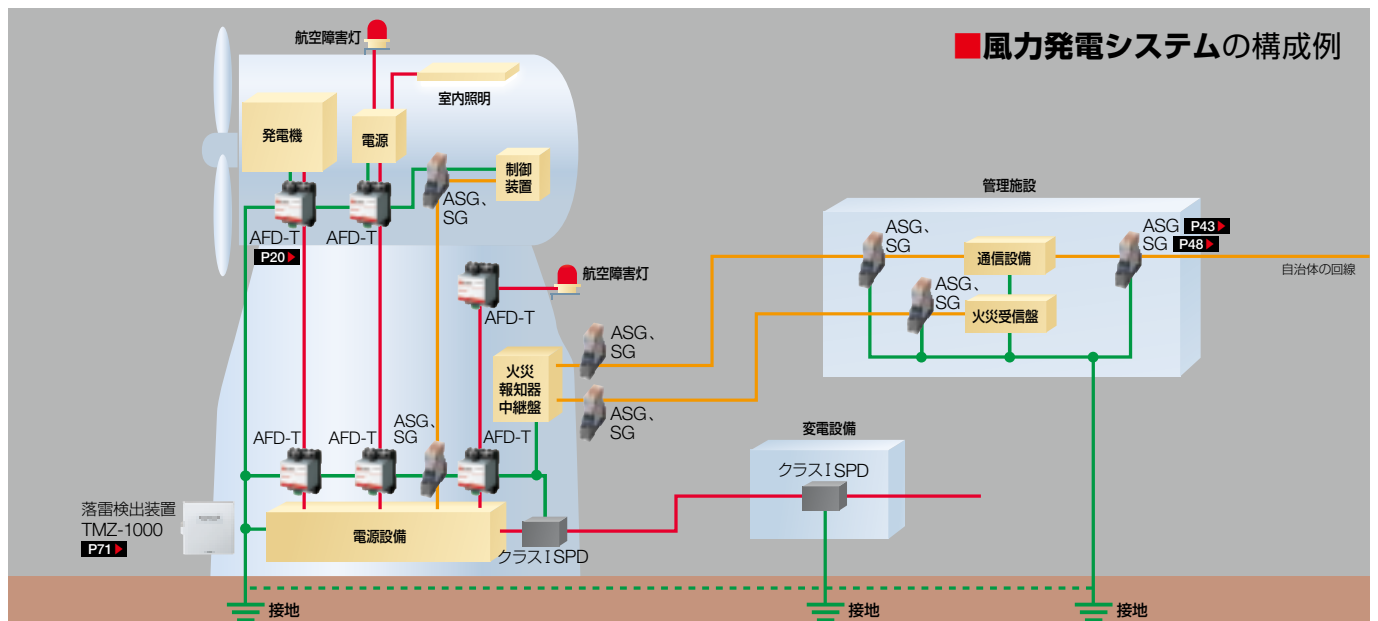 ■風力発電システムの構成例
航空障害灯
室内照明
発電機
電源
制御
装置
ASG、
SG
AFD-T
P20
AFD-T
航空障害灯
AFD-T
管理施設
ASG、
SG
通信設備
ASG P43
SG P48
自治体の回線
ASG、
SG
火災受信盤
ASG、
SG
火災
報知器
中継盤
ASG、
SG
AFD-T
AFD-T
ASG、
SG
AFD-T
変電設備
クラスⅠSPD
落雷検出装置
TMZ-1000
P71
電源設備
クラスⅠSPD
接地
接地
接地